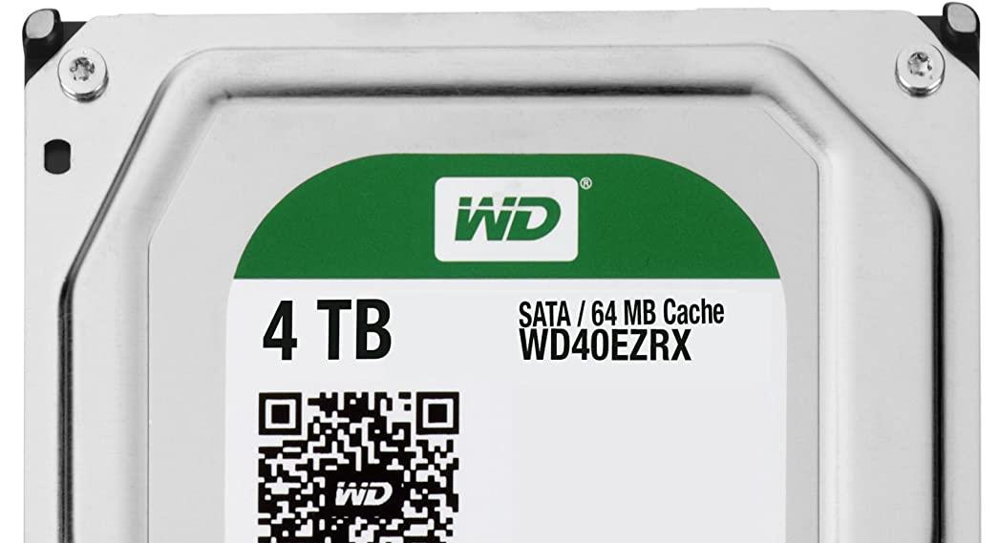 WD®
4 TB
SATA / 64 MB Cache
WD40EZRX
WD